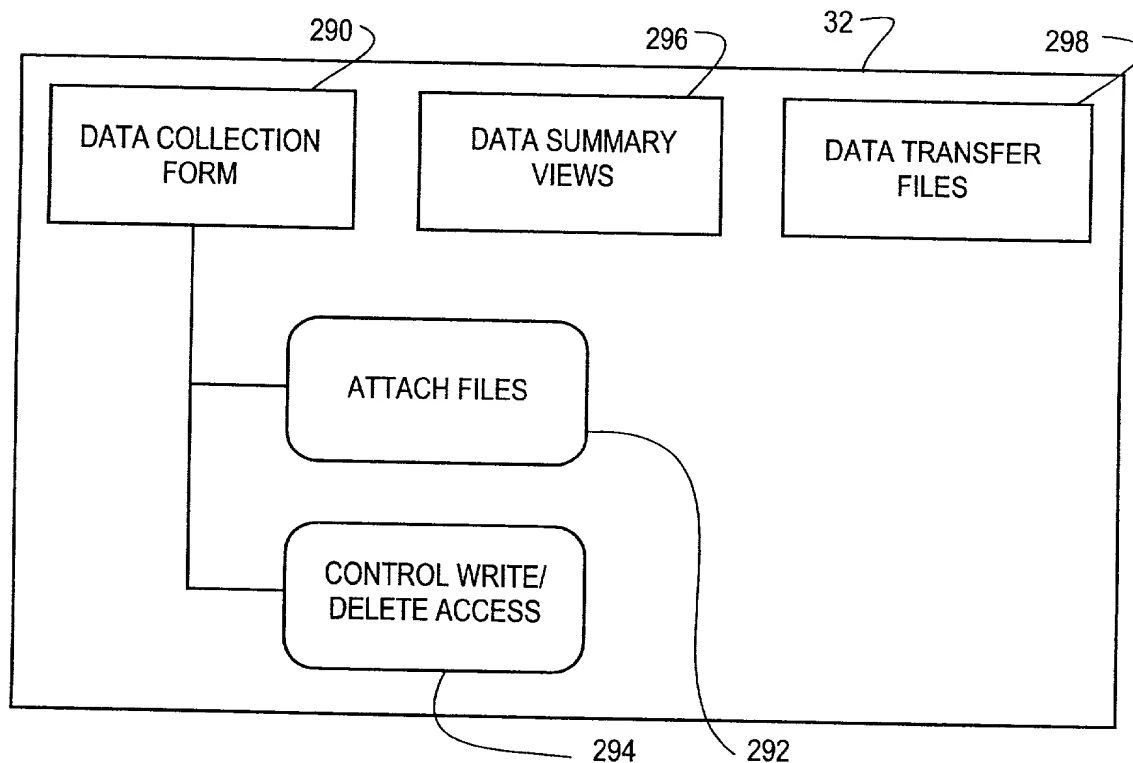 290
296
32
298
DATA COLLECTION
FORM
DATA SUMMARY
VIEWS
DATA TRANSFER
FILES
ATTACH FILES
CONTROL WRITE/
DELETE ACCESS
294
292